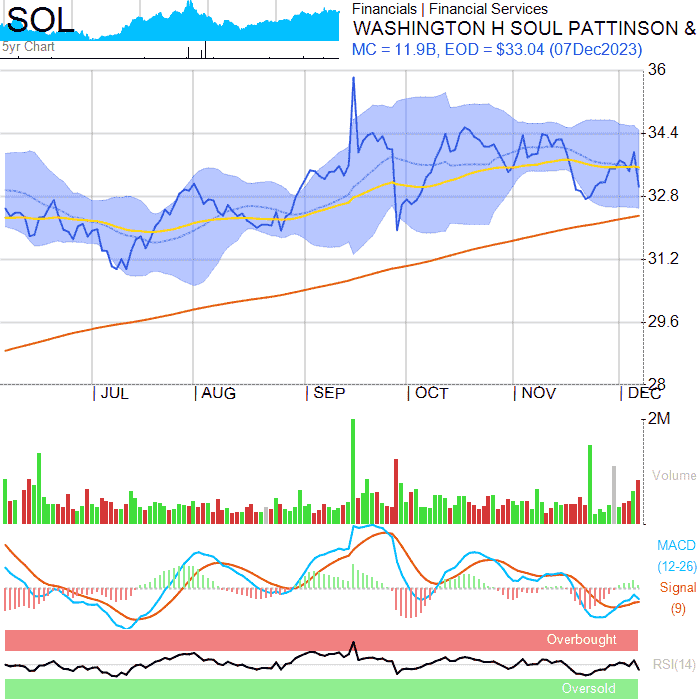 SOL
5yr Chart
Financials | Financial Services
WASHINGTON H SOUL PATTINSON &
MC = 11.9B, EOD = $33.04 (07Dec2023)
36
34.4
32.8
31.2
29.6
28
JUL AUG SEP OCT NOV DEC
2M
Volume
MACD
(12-26)
Signal
(9)
Overbought
RSI(14)
Oversold